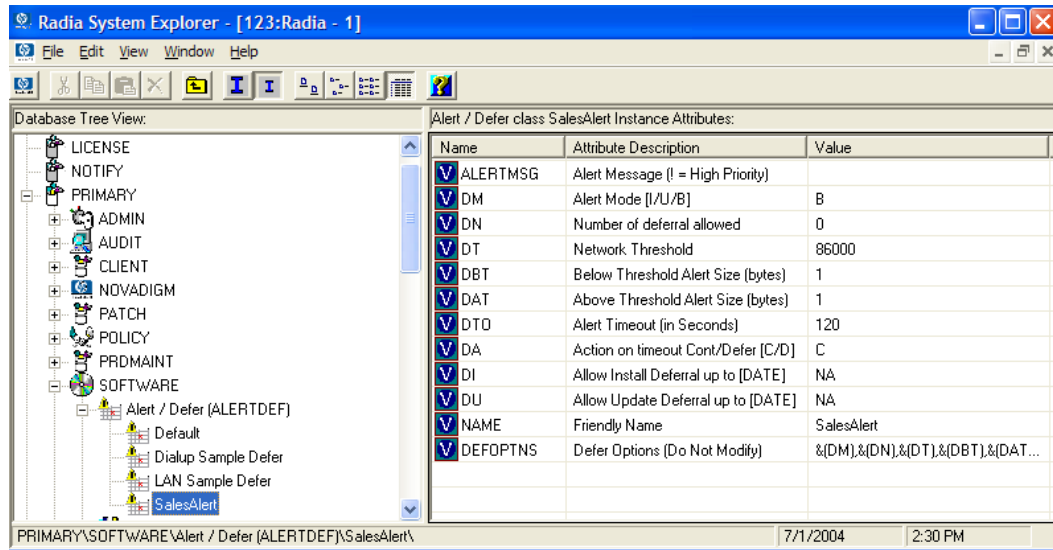 Radia System Explorer - [123:Radia - 1]
File Edit View Window Help
Database Tree View:
LICENSE
NOTIFY
PRIMARY
ADMIN
AUDIT
CLIENT
NOVADIGM
PATCH
POLICY
PRDMAINT
SOFTWARE
Alert / Defer (ALERTDEF)
Default
Dialup Sample Defer
LAN Sample Defer
SalesAlert
Alert / Defer class SalesAlert Instance Attributes:
Name Attribute Description Value
ALERTMSG Alert Message (! = High Priority)
DM Alert Mode [I/U/B] B
DN Number of deferral allowed 0
DT Network Threshold 86000
DBT Below Threshold Alert Size (bytes) 1
DAT Above Threshold Alert Size (bytes) 1
DTO Alert Timeout (in Seconds) 120
DA Action on timeout Cont/Defer [C/D] C
DI Allow Install Deferral up to [DATE] NA
DU Allow Update Deferral up to [DATE] NA
NAME Friendly Name SalesAlert
DEFOPTNS Defer Options (Do Not Modify) &(DM),&(DN),&(DT),&(DBT),&(DAT...
PRIMARY\SOFTWARE\Alert / Defer (ALERTDEF)\SalesAlert\ 7/1/2004 2:30 PM